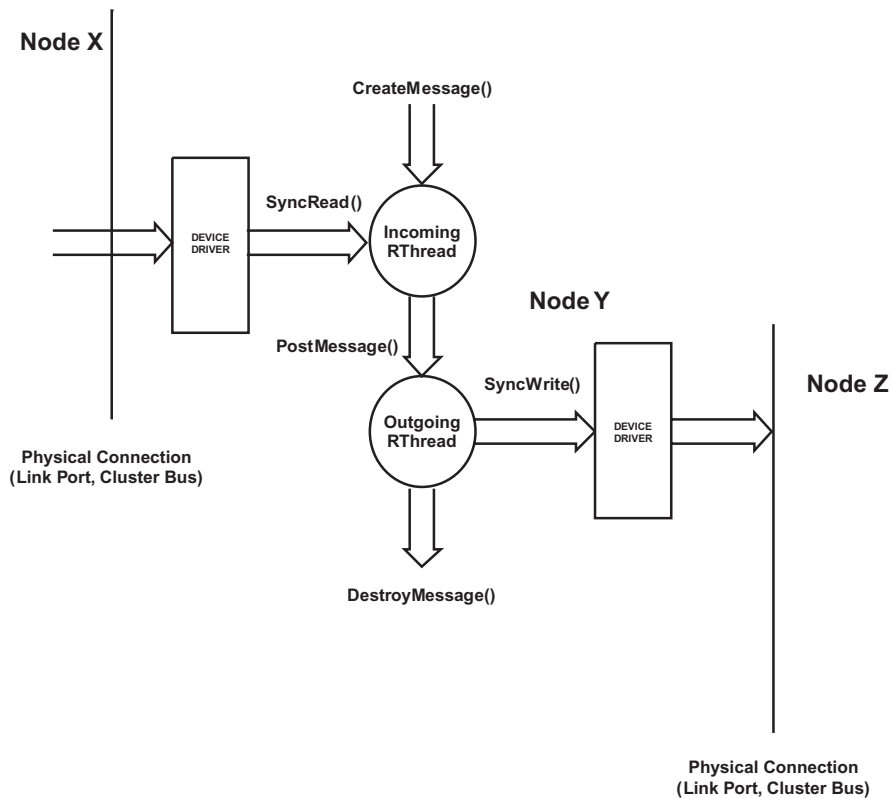 Node X
CreateMessage()
SyncRead()
DEVICE
DRIVER
Incoming
RThread
Node Y
PostMessage()
SyncWrite()
Node Z
Outgoing
RThread
DEVICE
DRIVER
Physical Connection
(Link Port, Cluster Bus)
DestroyMessage()
Physical Connection
(Link Port, Cluster Bus)